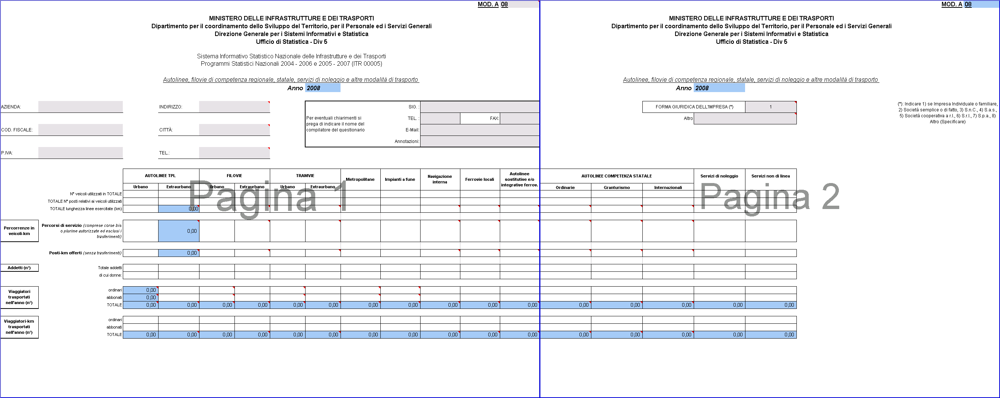 MOD. A 08
MINISTERO DELLE INFRASTRUTTURE E DEI TRASPORTI
Dipartimento per il coordinamento dello Sviluppo del Territorio, per il Personale ed i Servizi Generali
Direzione Generale per i Sistemi Informativi e Statistica
Ufficio di Statistica - Div 5
Sistema Informativo Statistico Nazionale delle Infrastrutture e dei Trasporti
Programmi Statistici Nazionali 2004 - 2006 e 2005 - 2007 (ITR 00005)
Autolinee, filovie di competenza regionale, statale, servizi di noleggio e altre modalità di trasporto
Anno 2008
AZIENDA:
INDIRIZZO:
COD. FISCALE:
CITTÀ:
P.IVA:
TEL.:
Per eventuali chiarimenti si
prega di indicare il nome del
compilatore del questionario
SIG. :
TEL. :
FAX:
E-Mail:
Annotazioni:
MOD. A 08
MINISTERO DELLE INFRASTRUTTURE E DEI TRASPORTI
Dipartimento per il coordinamento dello Sviluppo del Territorio, per il Personale ed i Servizi Generali
Direzione Generale per i Sistemi Informativi e Statistica
Ufficio di Statistica - Div 5
Autolinee, filovie di competenza regionale, statale, servizi di noleggio e altre modalità di trasporto
Anno 2008
FORMA GIURIDICA DELL'IMPRESA (*) 1
Altro
(*): Indicare 1) se Impresa Individuale o familiare,
2) Società semplice o di fatto, 3) S.n.C., 4) S.a.s.,
5) Società cooperativa a r.l., 6) S.r.l., 7) S.p.a., 8)
Altro (Specificare)
AUTOLINEE TPL
FILOVIE
TRAMVIE
Metropolitane
Impianti a fune
Navigazione
interna
Ferrovie locali
Autolinee
sostitutive e/o
integrative ferrov.
AUTOLINEE COMPETENZA STATALE
Servizi di noleggio
Servizi non di linea
Urbano Extraurbano Urbano Extraurbano Urbano Extraurbano
Ordinarie Granturismo Internazionali
Pagina 1
Pagina 2
N° veicoli utilizzati in TOTALE
TOTALE N° posti relativi ai veicoli utilizzati
TOTALE lunghezza linee esercitate (km) 0,00
Percorrenze in
veicoli-km
Percorsi di servizio (comprese corse bis
o plurime autorizzate ed esclusi i
trasferimenti)
0,00
Posti-km offerti (senza trasferimenti) 0,00
Addetti (n°)
Totale addetti
di cui donne:
Viaggiatori
trasportati
nell'anno (n°)
ordinari 0,00
abbonati 0,00
TOTALE 0,00 0,00 0,00 0,00 0,00 0,00 0,00 0,00 0,00 0,00 0,00 0,00 0,00 0,00 0,00 0,00
Viaggiatori-km
trasportati
nell'anno (n°)
ordinari
abbonati
TOTALE 0,00 0,00 0,00 0,00 0,00 0,00 0,00 0,00 0,00 0,00 0,00 0,00 0,00 0,00 0,00 0,00